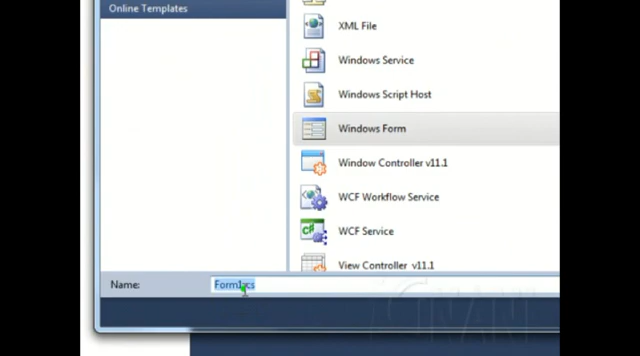 Online Templates
XML File
Windows Service
Windows Script Host
Windows Form
Window Controller v11.1
WCF Workflow Service
WCF Service
View Controller v11.1
Name:
Form1.cs